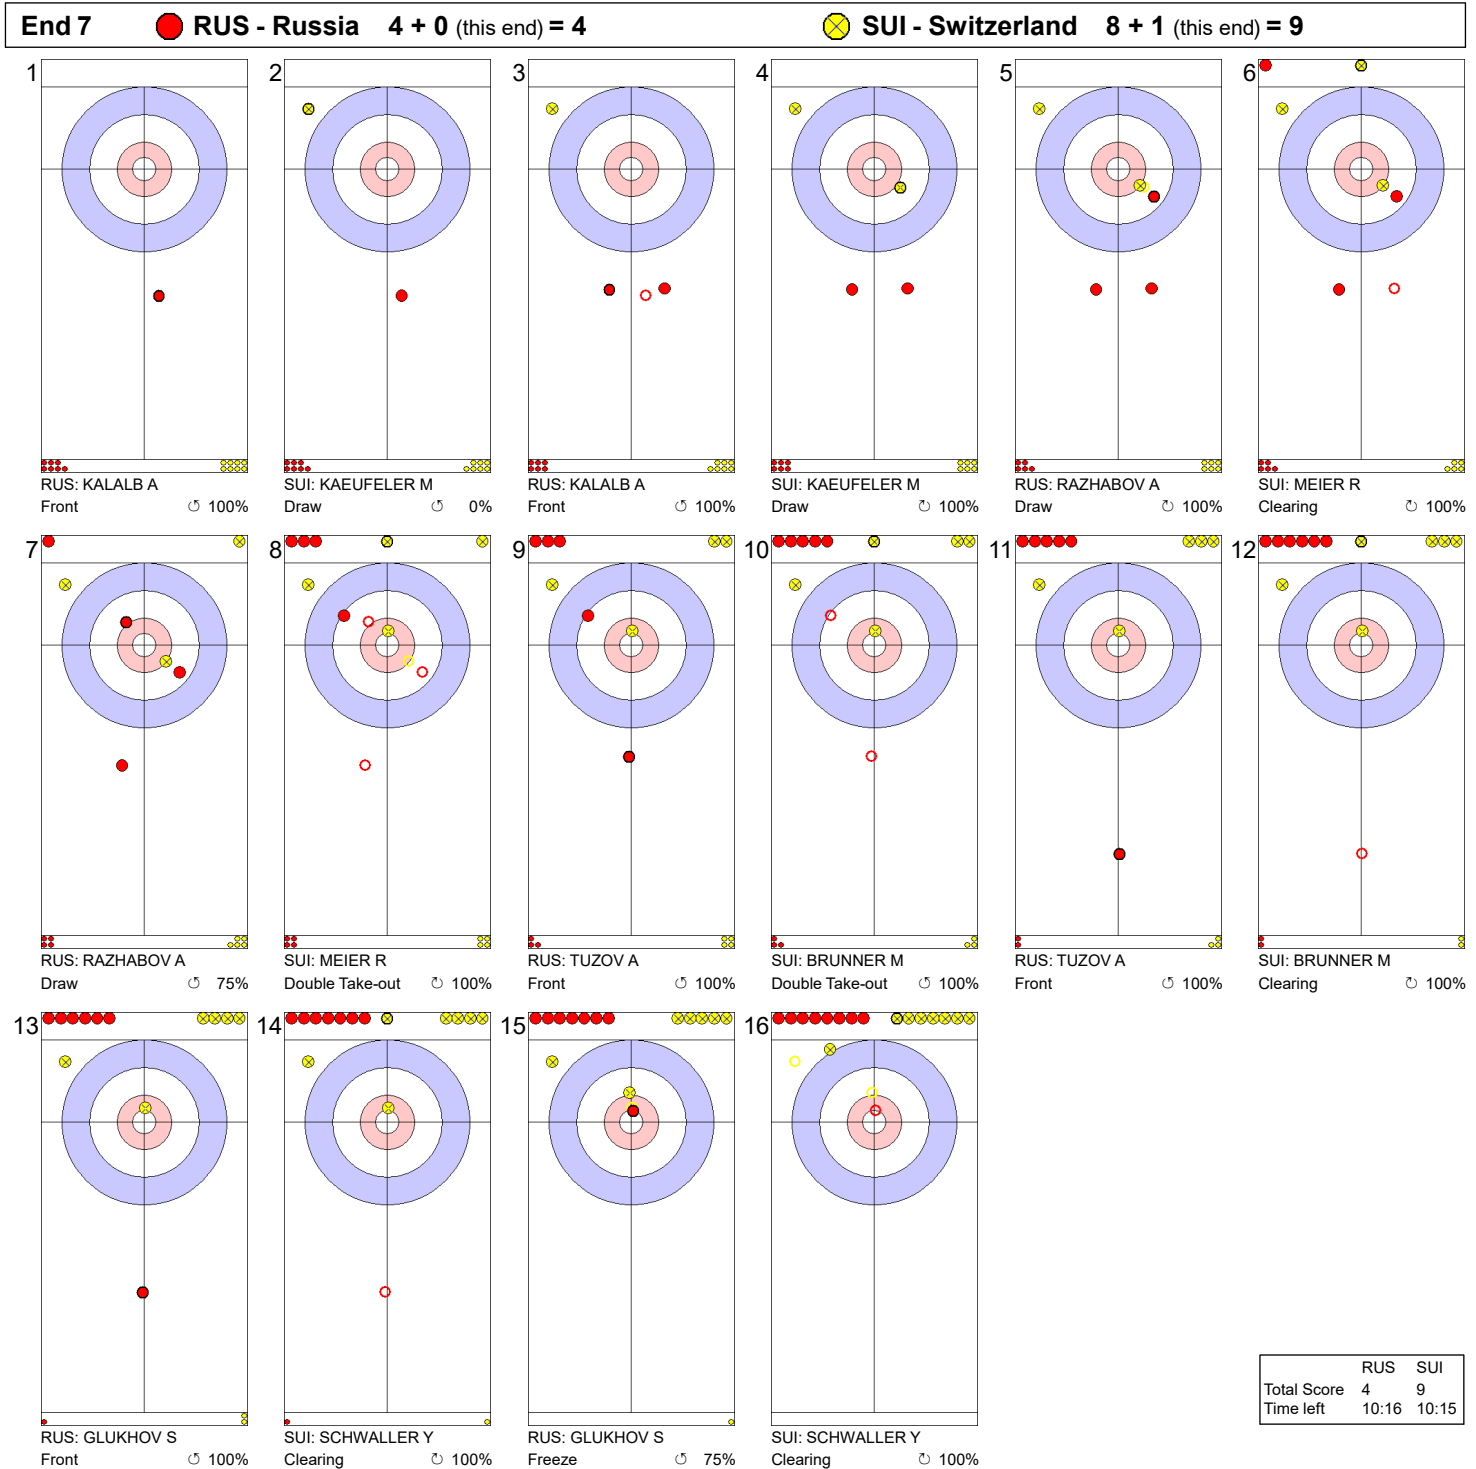 End 7 RUS - Russia 4 + 0 (this end) = 4 SUI - Switzerland 8 + 1 (this end) = 9
1 2 3 4 5 6
RUS: KALALB A SUI: KAEUFELER M RUS: KALALB A SUI: KAEUFELER M RUS: RAZHABOV A SUI: MEIER R
Front ↺ 100% Draw ↺ 0% Front ↺ 100% Draw ↻ 100% Draw ↻ 100% Clearing ↻ 100%
7 8 9 10 11 12
RUS: RAZHABOV A SUI: MEIER R RUS: TUZOV A SUI: BRUNNER M RUS: TUZOV A SUI: BRUNNER M
Draw ↺ 75% Double Take-out ↻ 100% Front ↺ 100% Double Take-out ↻ 100% Front ↺ 100% Clearing ↻ 100%
13 14 15 16
RUS: GLUKHOV S SUI: SCHWALLER Y RUS: GLUKHOV S SUI: SCHWALLER Y
Front ↺ 100% Clearing ↻ 100% Freeze ↺ 75% Clearing ↻ 100%
RUS SUI
Total Score 4 9
Time left 10:16 10:15